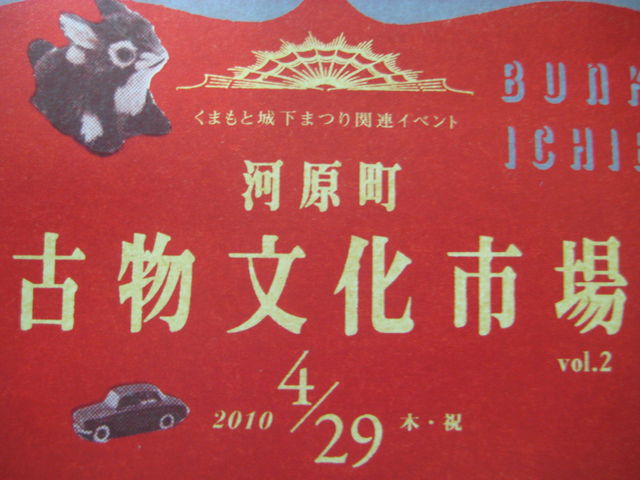 くまもと城下まつり関連イベント
河原町
古物文化市場
vol.2
2010 4/29 木・祝